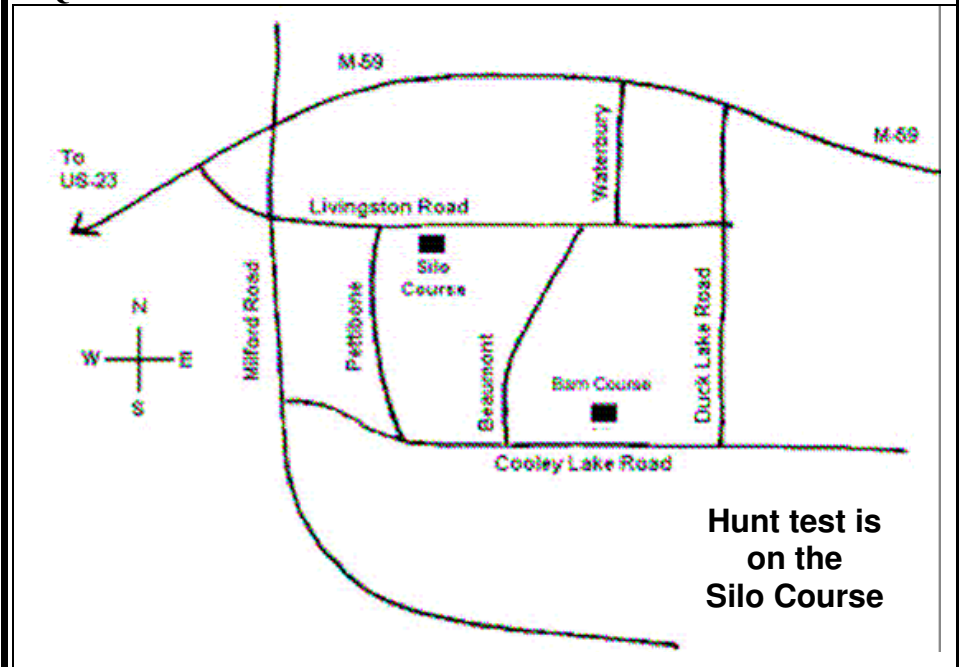 M-59
Waterbury
M-59
To
US-23
Livingston Road
Silo
Course
Milford Road
Pettibone
Beaumont
Duck Lake Road
N
W
E
S
Barn Course
Cooley Lake Road
Hunt test is
on the
Silo Course